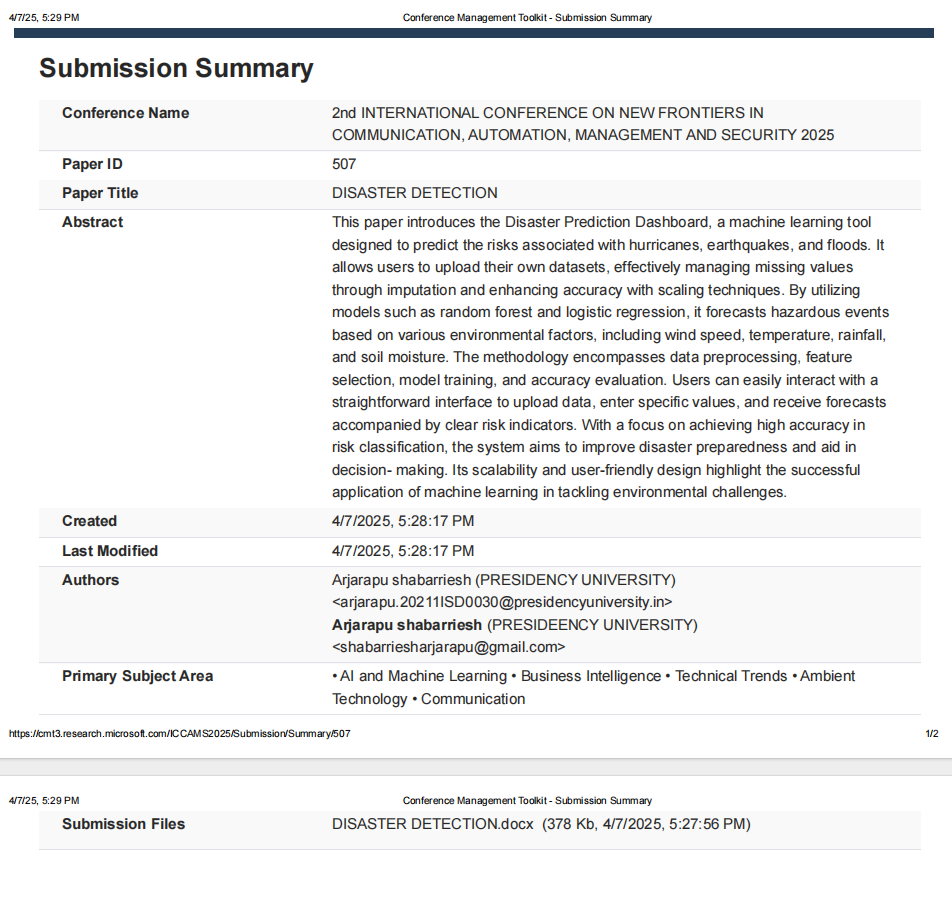 4/7/25, 5:29 PM
Conference Management Toolkit - Submission Summary
Submission Summary
Conference Name
2nd INTERNATIONAL CONFERENCE ON NEW FRONTIERS IN
COMMUNICATION, AUTOMATION, MANAGEMENT AND SECURITY 2025
Paper ID
507
Paper Title
DISASTER DETECTION
Abstract
This paper introduces the Disaster Prediction Dashboard, a machine learning tool
designed to predict the risks associated with hurricanes, earthquakes, and floods. It
allows users to upload their own datasets, effectively managing missing values
through imputation and enhancing accuracy with scaling techniques. By utilizing
models such as random forest and logistic regression, it forecasts hazardous events
based on various environmental factors, including wind speed, temperature, rainfall,
and soil moisture. The methodology encompasses data preprocessing, feature
selection, model training, and accuracy evaluation. Users can easily interact with a
straightforward interface to upload data, enter specific values, and receive forecasts
accompanied by clear risk indicators. With a focus on achieving high accuracy in
risk classification, the system aims to improve disaster preparedness and aid in
decision- making. Its scalability and user-friendly design highlight the successful
application of machine learning in tackling environmental challenges.
Created
4/7/2025, 5:28:17 PM
Last Modified
4/7/2025, 5:28:17 PM
Authors
Arjarapu shabarriesh (PRESIDENCY UNIVERSITY)
<arjarapu.20211ISD0030@presidencyuniversity.in>
Arjarapu shabarriesh (PRESIDEENCY UNIVERSITY)
<shabarriesharjarapu@gmail.com>
Primary Subject Area
• AI and Machine Learning • Business Intelligence • Technical Trends • Ambient
Technology • Communication
https://cmt3.research.microsoft.com/ICCAMS2025/Submission/Summary/507
1/2
4/7/25, 5:29 PM
Conference Management Toolkit - Submission Summary
Submission Files
DISASTER DETECTION.docx (378 Kb, 4/7/2025, 5:27:56 PM)